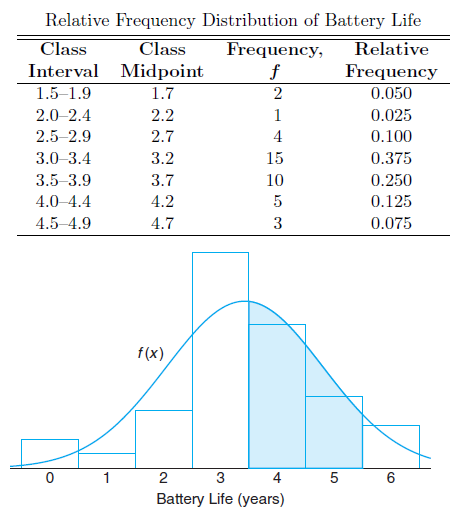 Relative Frequency Distribution of Battery Life
Class Class Frequency, Relative
Interval Midpoint f Frequency
1.5–1.9 1.7 2 0.050
2.0–2.4 2.2 1 0.025
2.5–2.9 2.7 4 0.100
3.0–3.4 3.2 15 0.375
3.5–3.9 3.7 10 0.250
4.0–4.4 4.2 5 0.125
4.5–4.9 4.7 3 0.075
f(x)
0 1 2 3 4 5 6
Battery Life (years)